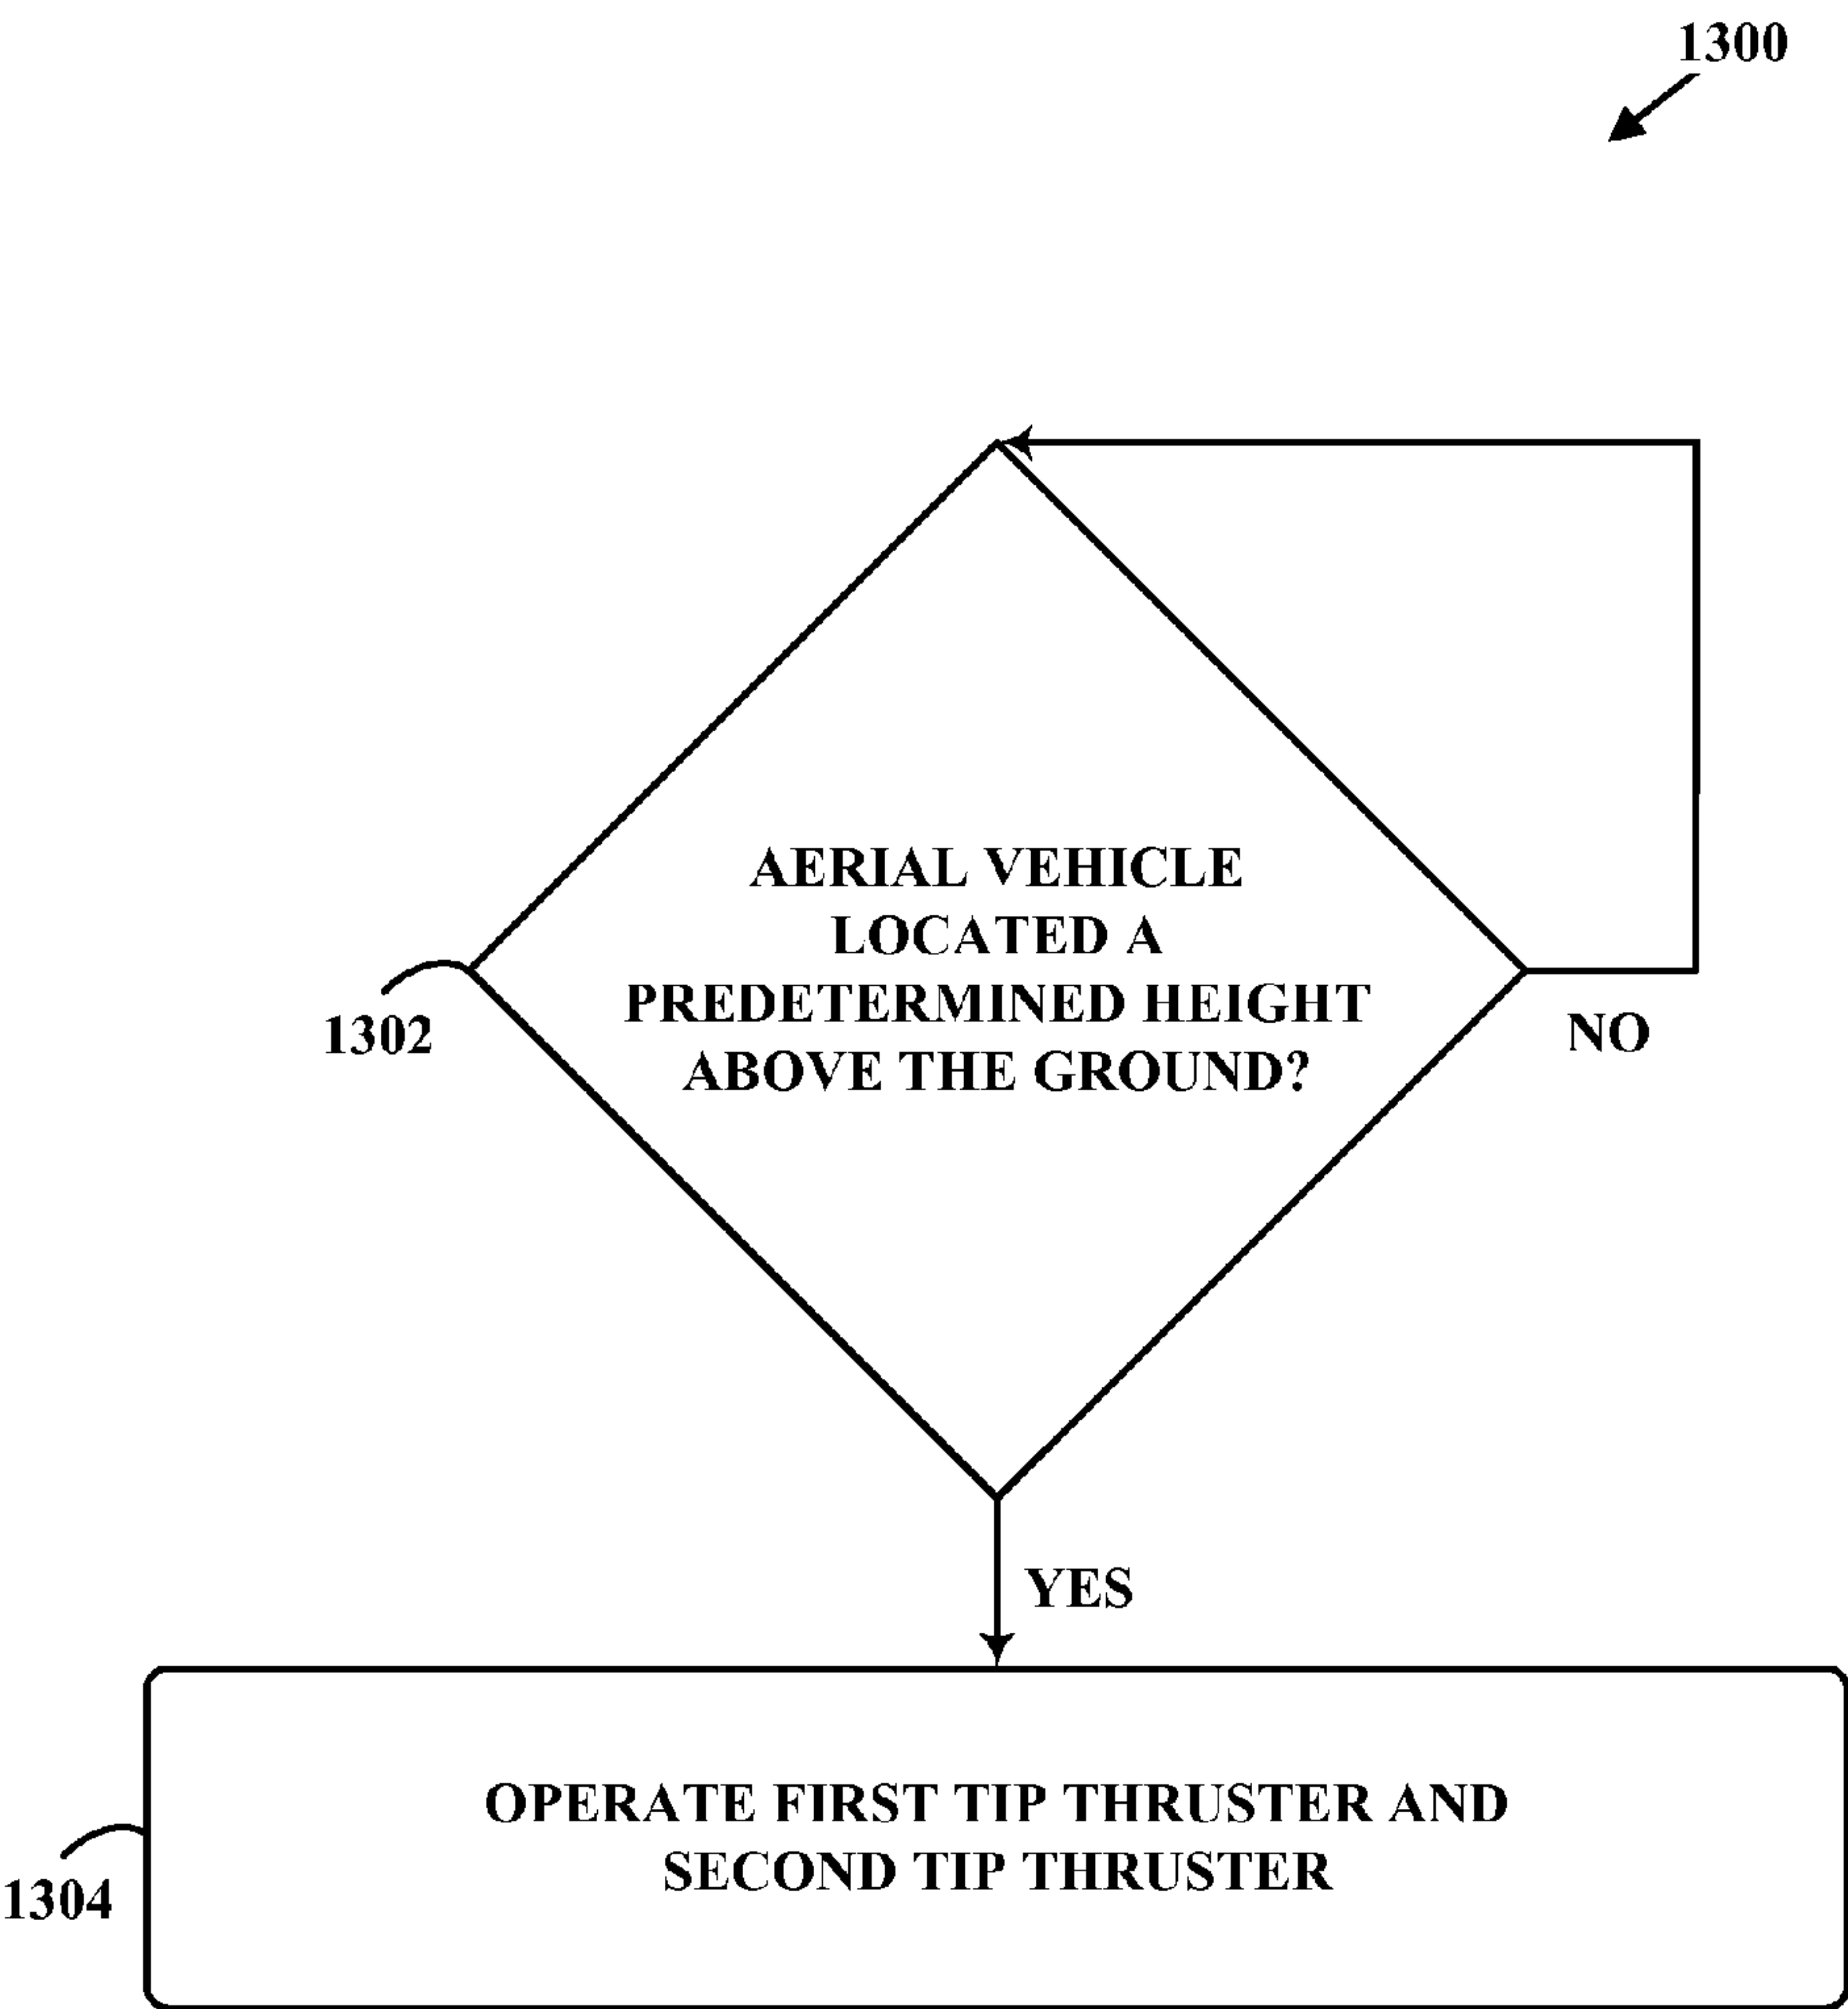 1300
AERIAL VEHICLE
LOCATED A
PREDETERMINED HEIGHT
ABOVE THE GROUND?
1302
NO
YES
OPERATE FIRST TIP THRUSTER AND
SECOND TIP THRUSTER
1304